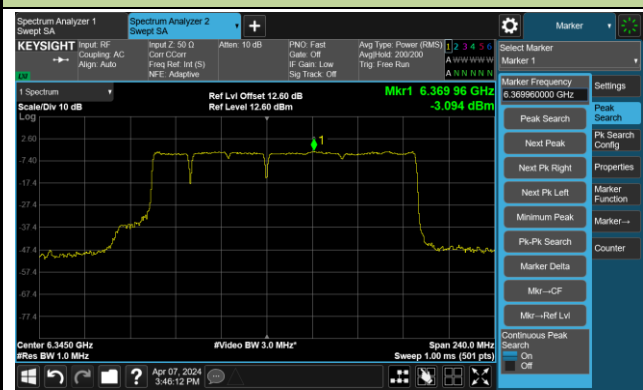 Spectrum Analyzer 1
Swept SA
Spectrum Analyzer 2
Swept SA
Marker
KEYSIGHT
Input: RF
Coupling: AC
Align: Auto
Input Z: 50 Ω
Corr CCorr
Freq Ref: Int (S)
NFE: Adaptive
Atten: 10 dB
PNO: Fast
Gate: Off
IF Gain: Low
Sig Track: Off
Avg Type: Power (RMS)
Avg|Hold: 200/200
Trig: Free Run
1 2 3 4 5 6
A W W W W W
A N N N N N
LVI
Select Marker
Marker 1
1 Spectrum
Scale/Div 10 dB
Log
Ref Lvl Offset 12.60 dB
Ref Level 12.60 dBm
Mkr1 6.369 96 GHz
-3.094 dBm
1
2.60
-7.40
-17.4
-27.4
-37.4
-47.4
-57.4
-67.4
-77.4
Center 6.3450 GHz
#Res BW 1.0 MHz
#Video BW 3.0 MHz*
Span 240.0 MHz
Sweep 1.00 ms (501 pts)
Marker Frequency
6.369960000 GHz
Peak Search
Next Peak
Next Pk Right
Next Pk Left
Minimum Peak
Pk-Pk Search
Marker Delta
Mkr→CF
Mkr→Ref Lvl
Continuous Peak
Search
On
Off
Settings
Peak
Search
Pk Search
Config
Properties
Marker
Function
Marker→
Counter
?
Apr 07, 2024
3:46:12 PM